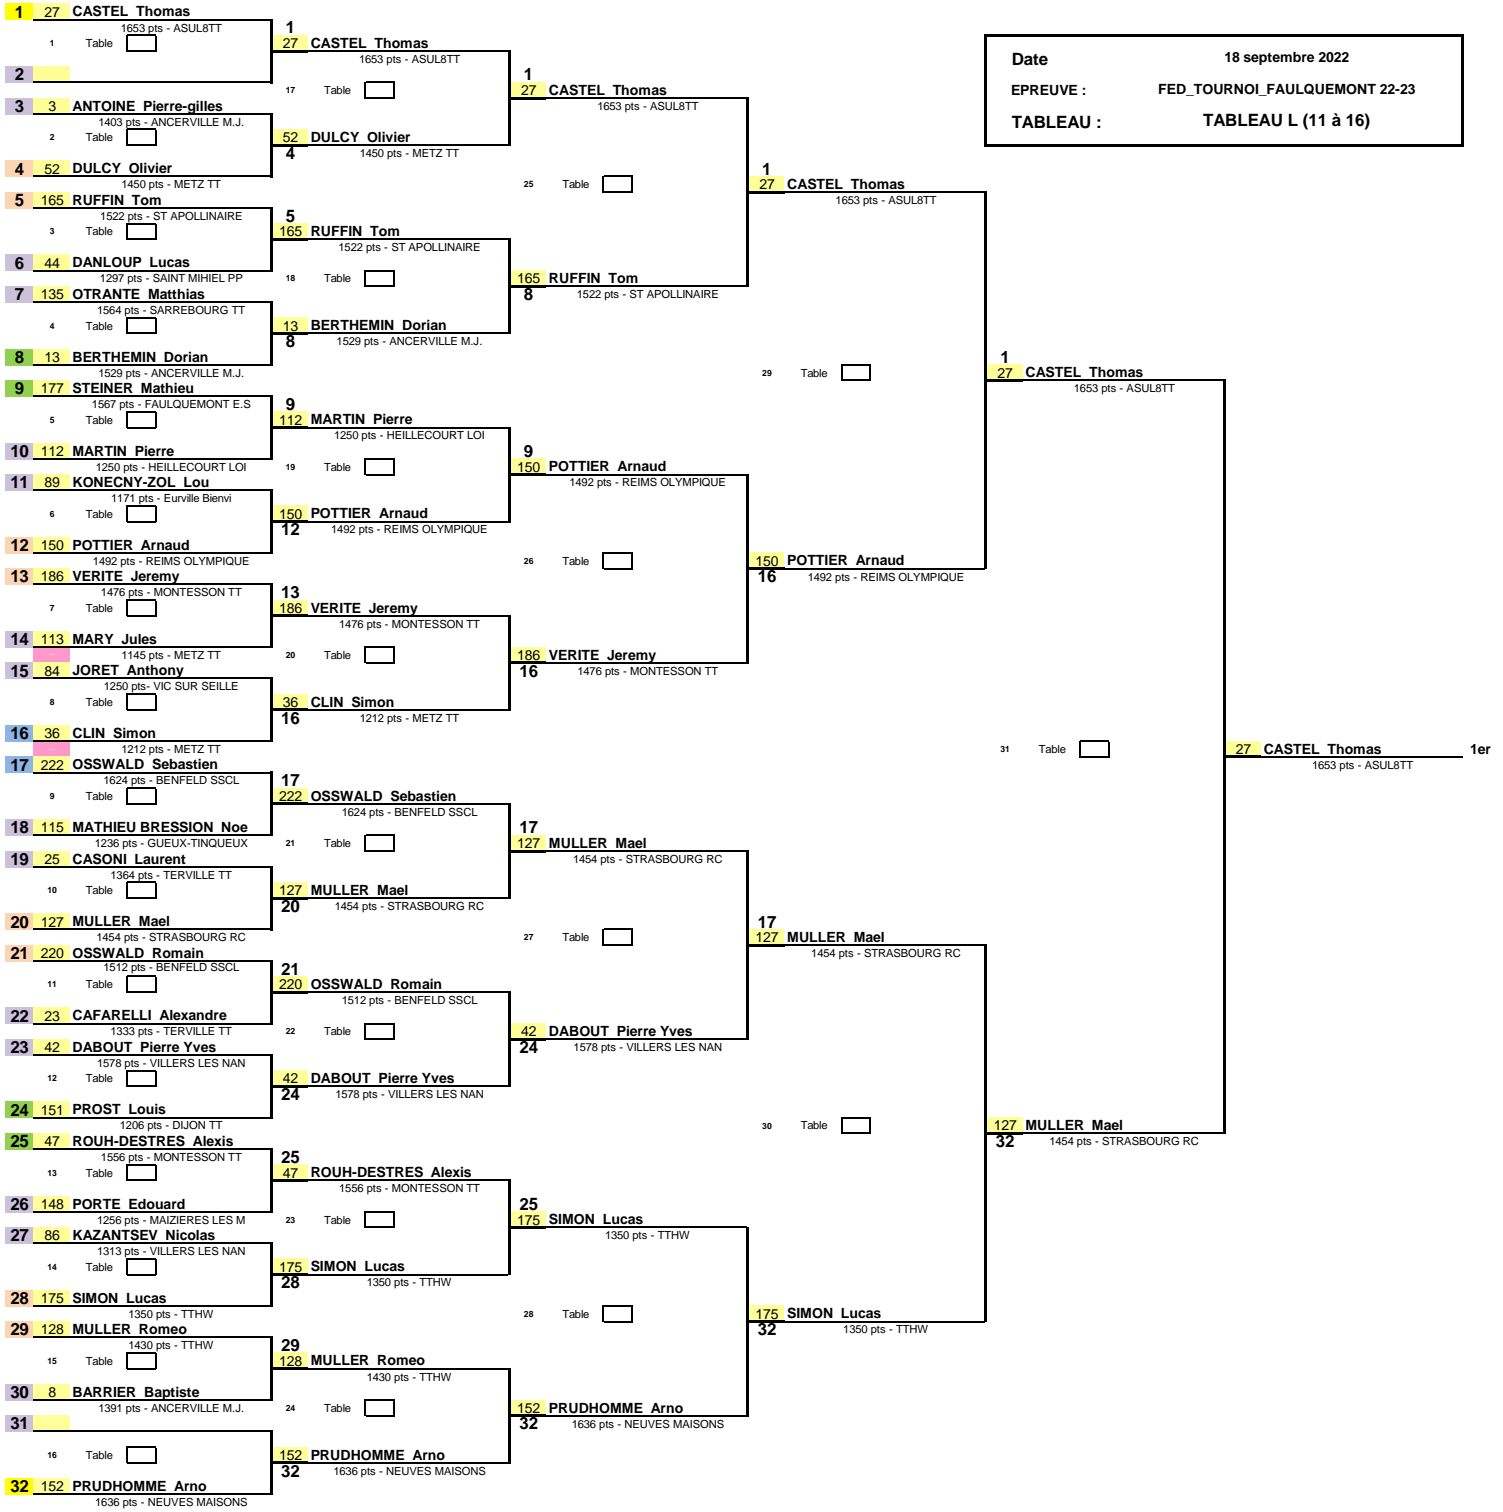 Date 18 septembre 2022
EPREUVE : FED_TOURNOI_FAULQUEMONT 22-23
TABLEAU : TABLEAU L (11 à 16)
1 27 CASTEL Thomas
1653 pts - ASUL8TT
1 Table
2
3 3 ANTOINE Pierre-gilles
1403 pts - ANCERVILLE M.J.
2 Table
4 52 DULCY Olivier
1450 pts - METZ TT
5 165 RUFFIN Tom
1522 pts - ST APOLLINAIRE
3 Table
6 44 DANLOUP Lucas
1297 pts - SAINT MIHIEL PP
7 135 OTRANTE Matthias
1564 pts - SARREBOURG TT
4 Table
8 13 BERTHEMIN Dorian
1529 pts - ANCERVILLE M.J.
9 177 STEINER Mathieu
1567 pts - FAULQUEMONT E.S
5 Table
10 112 MARTIN Pierre
1250 pts - HEILLECOURT LOI
11 89 KONECNY-ZOL Lou
1171 pts - Eurville Bienvi
6 Table
12 150 POTTIER Arnaud
1492 pts - REIMS OLYMPIQUE
13 186 VERITE Jeremy
1476 pts - MONTESSON TT
7 Table
14 113 MARY Jules
1145 pts - METZ TT
15 84 JORET Anthony
1250 pts- VIC SUR SEILLE
8 Table
16 36 CLIN Simon
1212 pts - METZ TT
17 222 OSSWALD Sebastien
1624 pts - BENFELD SSCL
9 Table
18 115 MATHIEU BRESSION Noe
1236 pts - GUEUX-TINQUEUX
19 25 CASONI Laurent
1364 pts - TERVILLE TT
10 Table
20 127 MULLER Mael
1454 pts - STRASBOURG RC
21 220 OSSWALD Romain
1512 pts - BENFELD SSCL
11 Table
22 23 CAFARELLI Alexandre
1333 pts - TERVILLE TT
23 42 DABOUT Pierre Yves
1578 pts - VILLERS LES NAN
12 Table
24 151 PROST Louis
1206 pts - DIJON TT
25 47 ROUH-DESTRES Alexis
1556 pts - MONTESSON TT
13 Table
26 148 PORTE Edouard
1256 pts - MAIZIERES LES M
27 86 KAZANTSEV Nicolas
1313 pts - VILLERS LES NAN
14 Table
28 175 SIMON Lucas
1350 pts - TTHW
29 128 MULLER Romeo
1430 pts - TTHW
15 Table
30 8 BARRIER Baptiste
1391 pts - ANCERVILLE M.J.
31
16 Table
32 152 PRUDHOMME Arno
1636 pts - NEUVES MAISONS
1
27 CASTEL Thomas
1653 pts - ASUL8TT
17 Table
52 DULCY Olivier
4 1450 pts - METZ TT
5
165 RUFFIN Tom
1522 pts - ST APOLLINAIRE
18 Table
13 BERTHEMIN Dorian
8 1529 pts - ANCERVILLE M.J.
9
112 MARTIN Pierre
1250 pts - HEILLECOURT LOI
19 Table
150 POTTIER Arnaud
12 1492 pts - REIMS OLYMPIQUE
13
186 VERITE Jeremy
1476 pts - MONTESSON TT
20 Table
36 CLIN Simon
16 1212 pts - METZ TT
17
222 OSSWALD Sebastien
1624 pts - BENFELD SSCL
21 Table
127 MULLER Mael
20 1454 pts - STRASBOURG RC
21
220 OSSWALD Romain
1512 pts - BENFELD SSCL
22 Table
42 DABOUT Pierre Yves
24 1578 pts - VILLERS LES NAN
25
47 ROUH-DESTRES Alexis
1556 pts - MONTESSON TT
23 Table
175 SIMON Lucas
28 1350 pts - TTHW
29
128 MULLER Romeo
1430 pts - TTHW
24 Table
152 PRUDHOMME Arno
32 1636 pts - NEUVES MAISONS
1
27 CASTEL Thomas
1653 pts - ASUL8TT
25 Table
165 RUFFIN Tom
8 1522 pts - ST APOLLINAIRE
9
150 POTTIER Arnaud
1492 pts - REIMS OLYMPIQUE
26 Table
186 VERITE Jeremy
16 1476 pts - MONTESSON TT
17
127 MULLER Mael
1454 pts - STRASBOURG RC
27 Table
42 DABOUT Pierre Yves
24 1578 pts - VILLERS LES NAN
25
175 SIMON Lucas
1350 pts - TTHW
28 Table
152 PRUDHOMME Arno
32 1636 pts - NEUVES MAISONS
1
27 CASTEL Thomas
1653 pts - ASUL8TT
29 Table
150 POTTIER Arnaud
16 1492 pts - REIMS OLYMPIQUE
17
127 MULLER Mael
1454 pts - STRASBOURG RC
30 Table
175 SIMON Lucas
32 1350 pts - TTHW
1
27 CASTEL Thomas
1653 pts - ASUL8TT
31 Table
127 MULLER Mael
32 1454 pts - STRASBOURG RC
27 CASTEL Thomas 1er
1653 pts - ASUL8TT